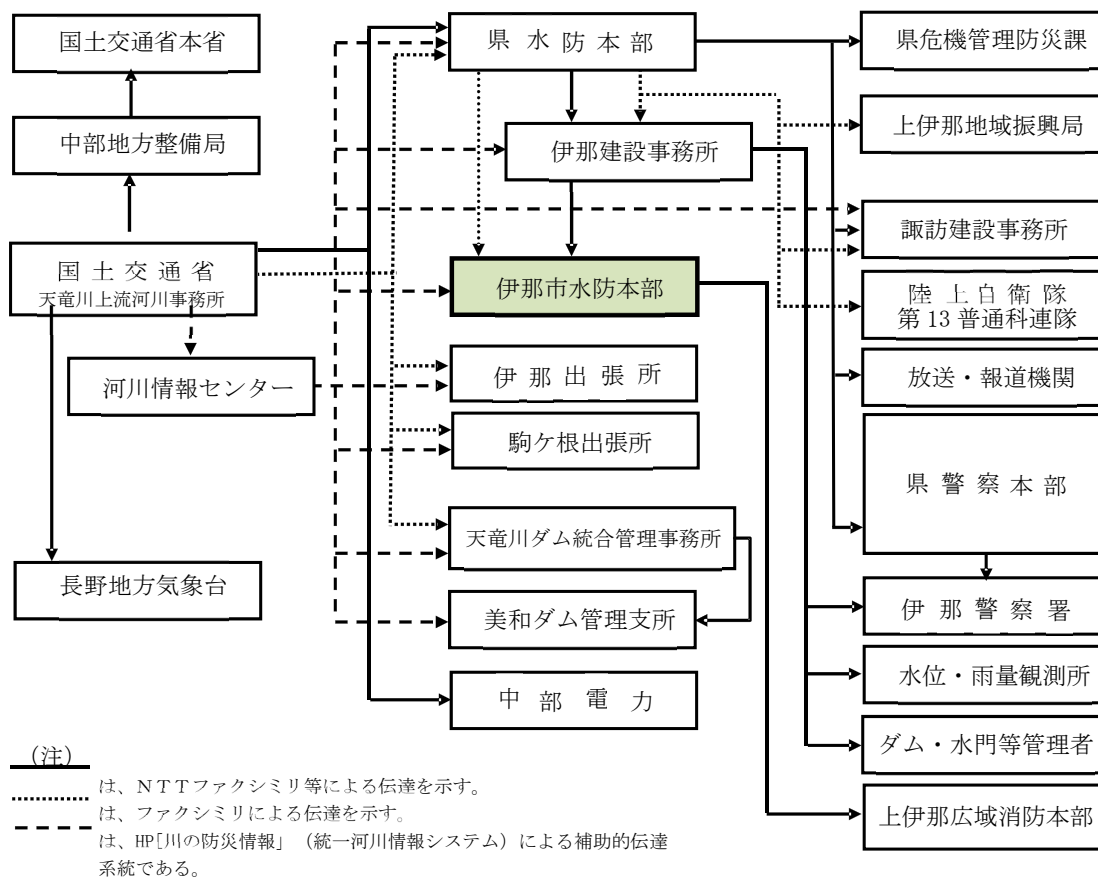 国土交通省本省
中部地方整備局
国土交通省
天竜川上流河川事務所
河川情報センター
長野地方気象台
県水防本部
伊那建設事務所
伊那市水防本部
伊那出張所
駒ケ根出張所
天竜川ダム統合管理事務所
美和ダム管理支所
中部電力
県危機管理防災課
上伊那地域振興局
諏訪建設事務所
陸上自衛隊
第13普通科連隊
放送・報道機関
県警察本部
伊那警察署
水位・雨量観測所
ダム・水門等管理者
上伊那広域消防本部
(注)
は、NTTファクシミリ等による伝達を示す。
は、ファクシミリによる伝達を示す。
は、HP[川の防災情報」(統一河川情報システム)による補助的伝達
系統である。